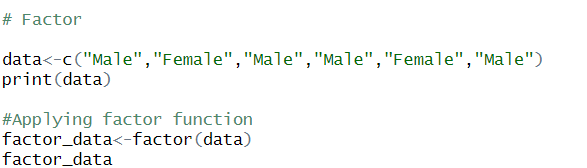 # Factor
data<-c("Male","Female","Male","Male","Female","Male")
print(data)
#Applying factor function
factor_data<-factor(data)
factor_data